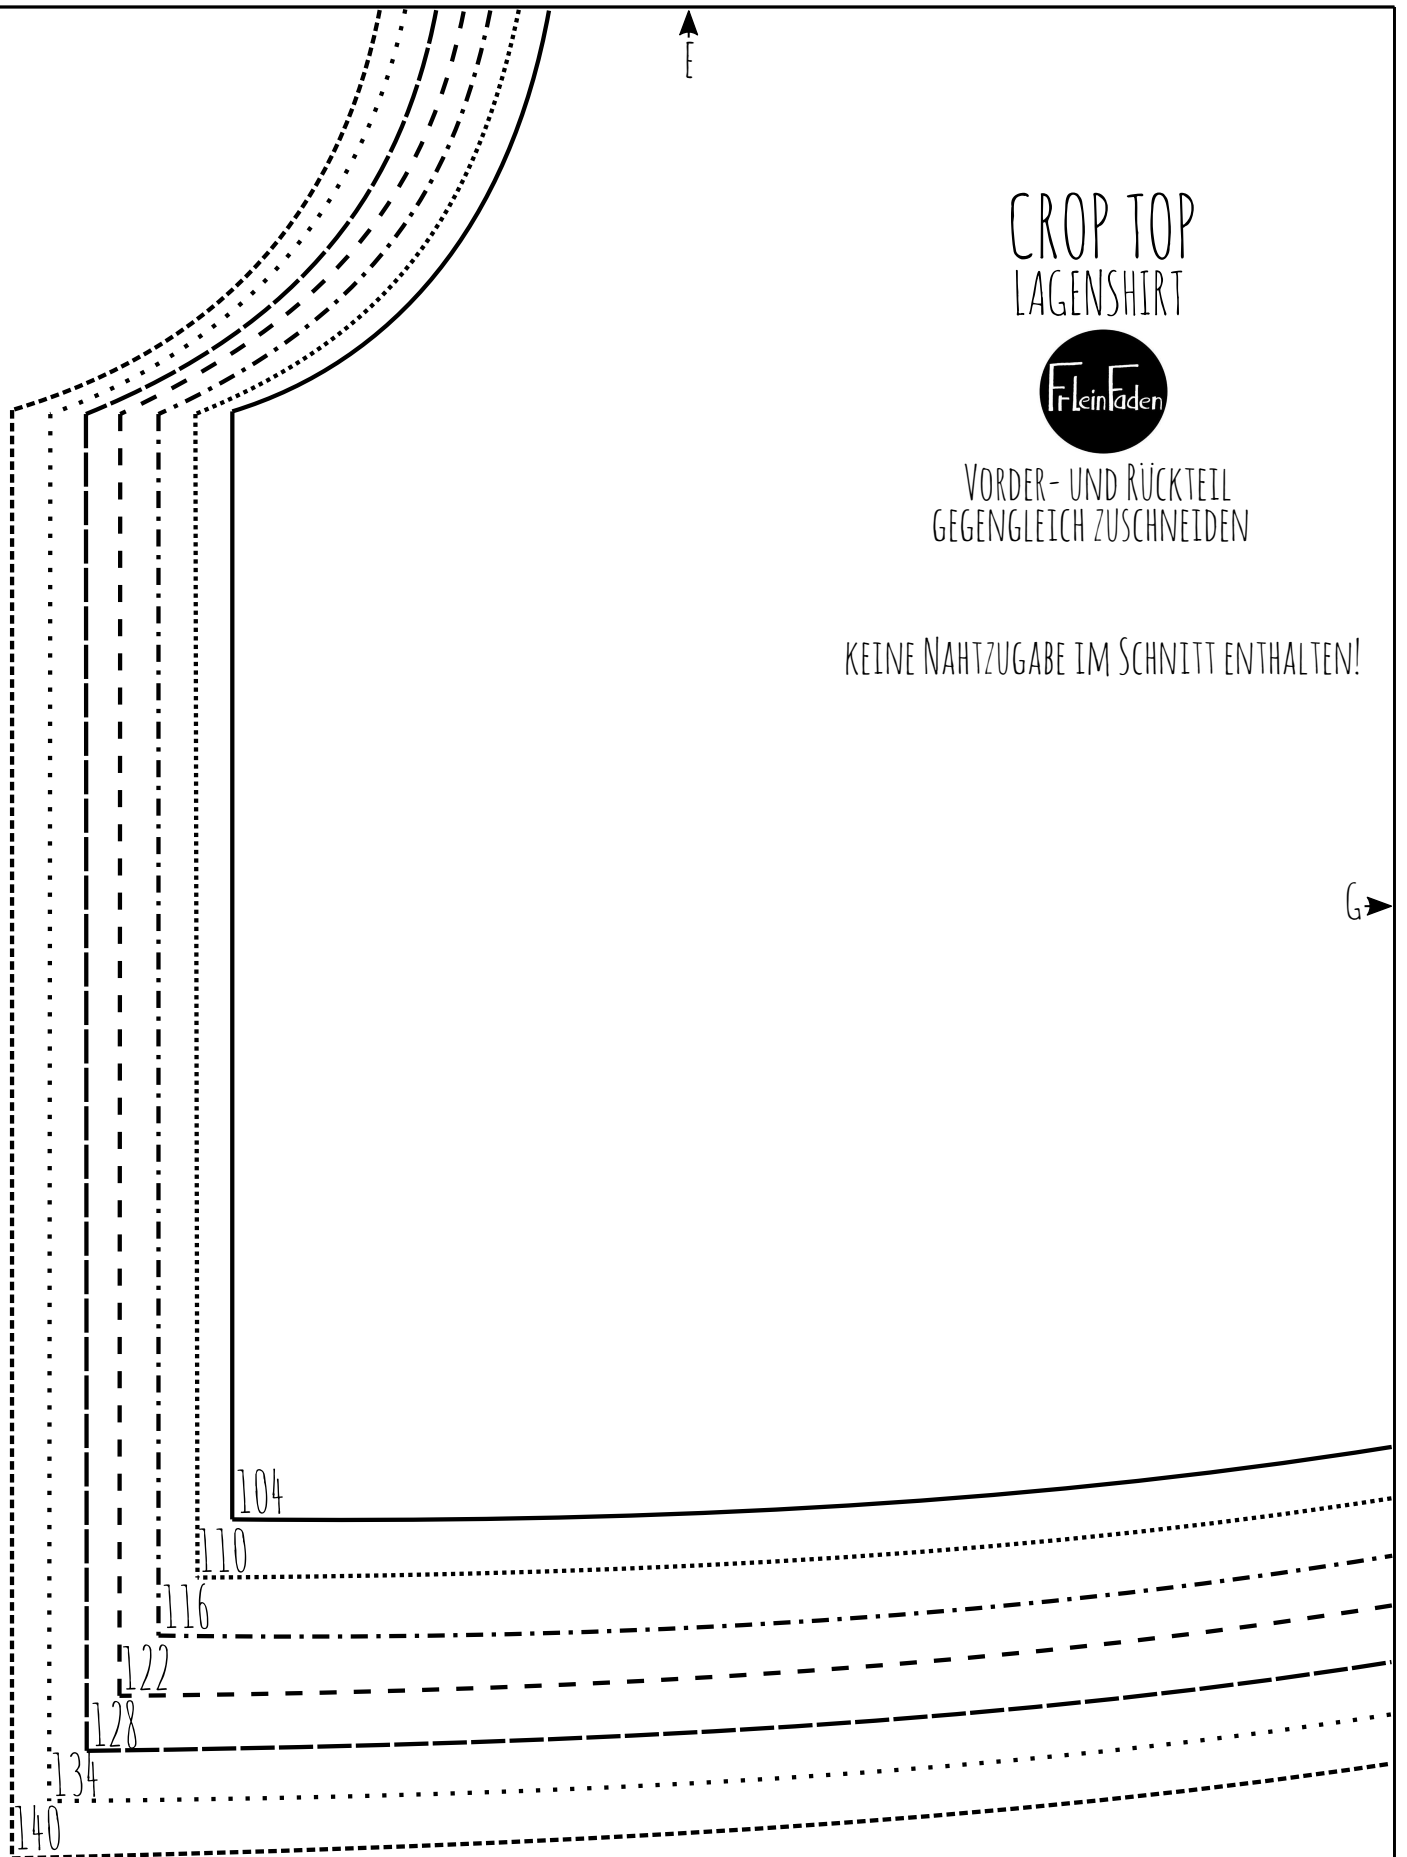 E
CROP TOP
LAGENSHIRT
FrLeinFaden
VORDER- UND RÜCKTEIL
GEGENGLEICH ZUSCHNEIDEN
KEINE NAHTZUGABE IM SCHNITT ENTHALTEN!
G
104
110
116
122
128
134
140